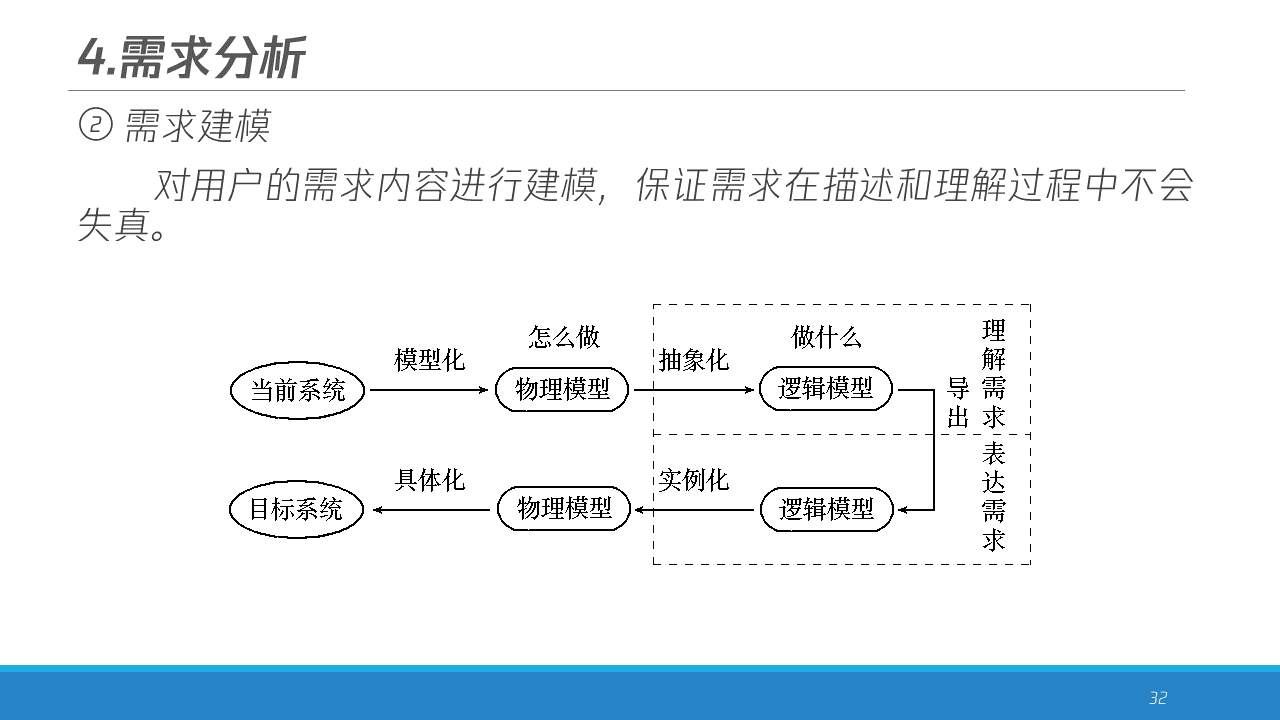 4.需求分析
② 需求建模
对用户的需求内容进行建模，保证需求在描述和理解过程中不会
失真。
怎么做
做什么
模型化
抽象化
当前系统
物理模型
逻辑模型
导出
理解需求
具体化
实例化
目标系统
物理模型
逻辑模型
表达需求
32